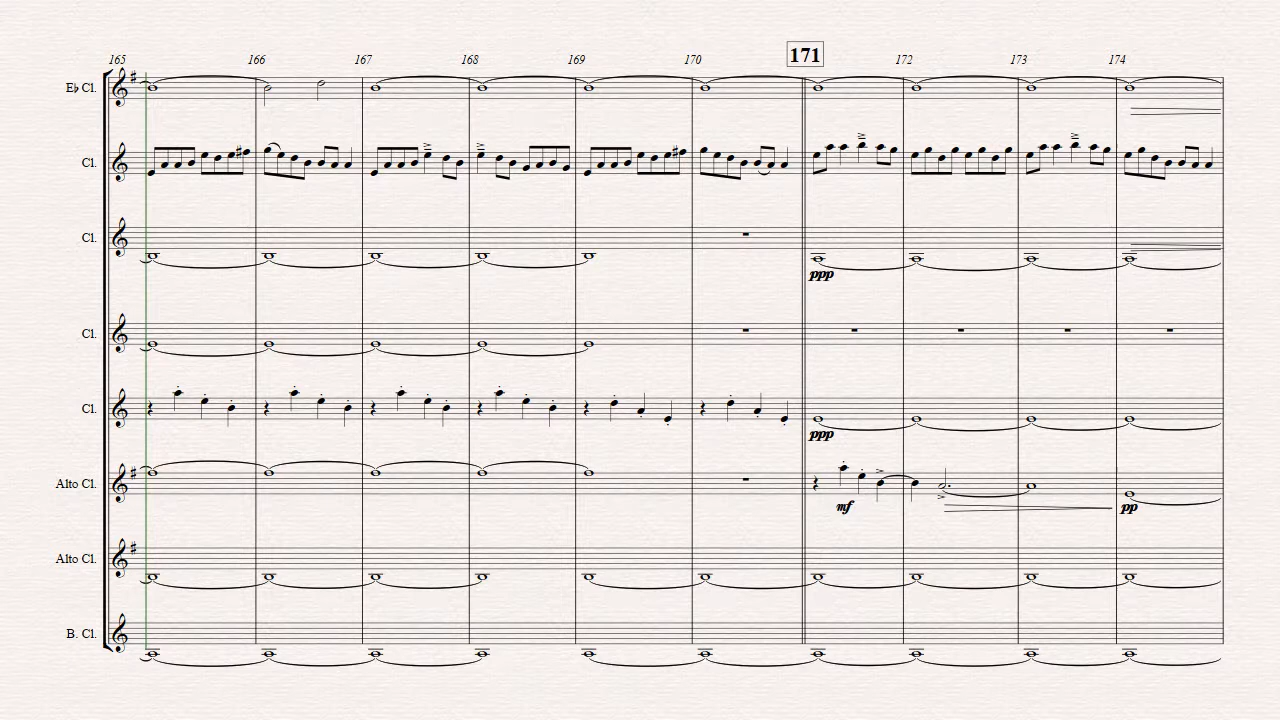 165 166 167 168 169 170 171 172 173 174
E♭ Cl.
Cl.
Cl.
ppp
Cl.
Cl.
ppp
Alto Cl.
mf pp
Alto Cl.
B. Cl.